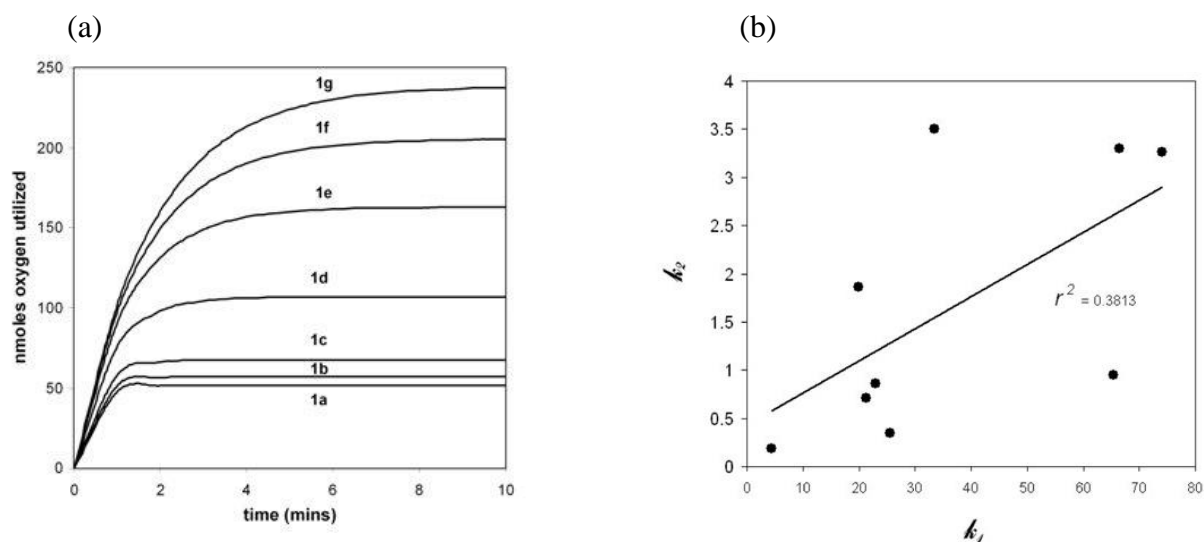 (a)
250
200
150
100
50
0
nmoles oxygen utilized
1g
1f
1e
1d
1c
1b
1a
0 2 4 6 8 10
time (mins)
(b)
4
3.5
3
2.5
2
1.5
1
0.5
0
k₂
r² = 0.3813
0 10 20 30 40 50 60 70 80
k₁